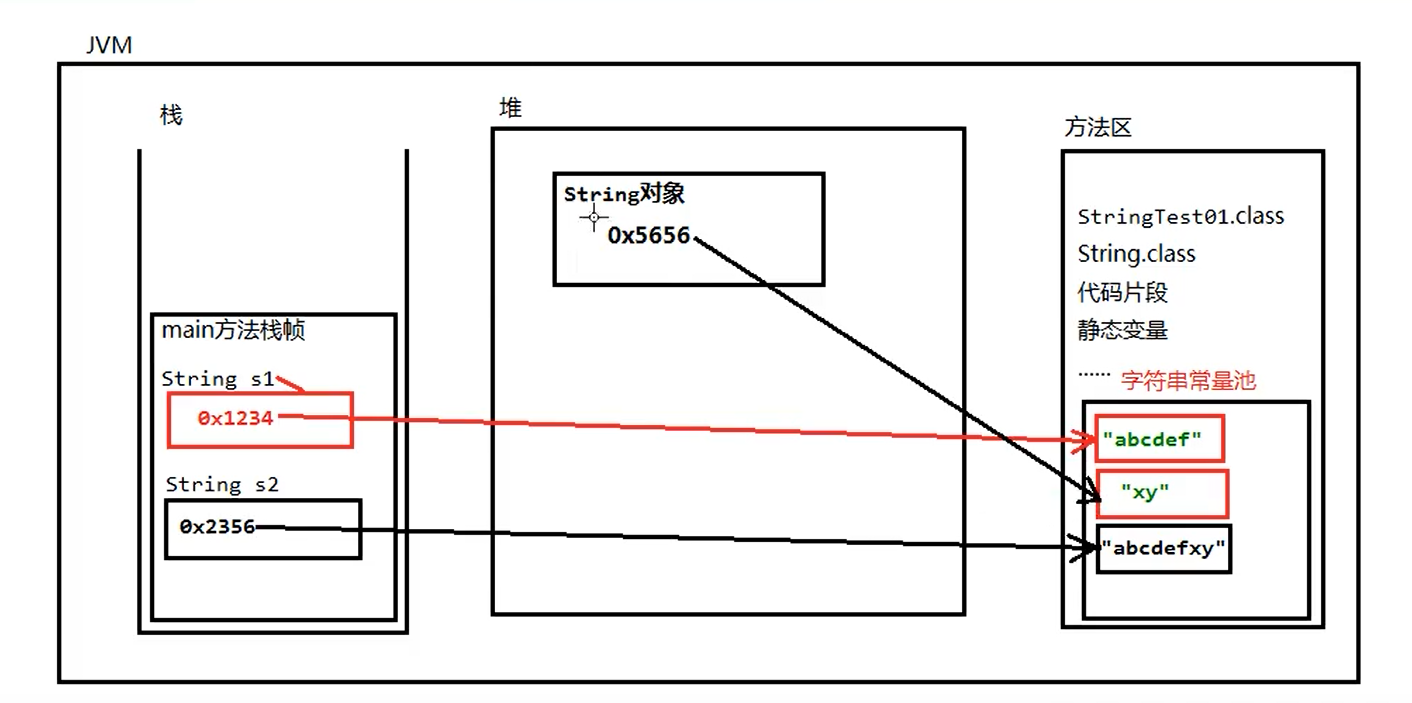 JVM
栈
main方法栈帧
String s1
0x1234
String s2
0x2356
堆
String对象
0x5656
方法区
StringTest01.class
String.class
代码片段
静态变量
...... 字符串常量池
"abcdef"
"xy"
"abcdefxy"